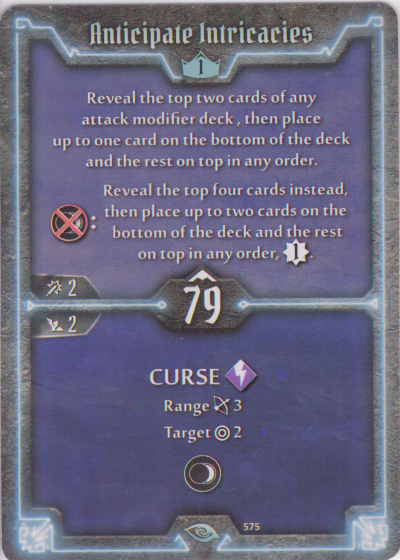 Anticipate Intricacies
1
Reveal the top two cards of any
attack modifier deck , then place
up to one card on the bottom of the deck
and the rest on top in any order.
Reveal the top four cards instead,
: then place up to two cards on the
bottom of the deck and the rest
on top in any order, 1 .
2
79
2
CURSE
Range 3
Target 2
575